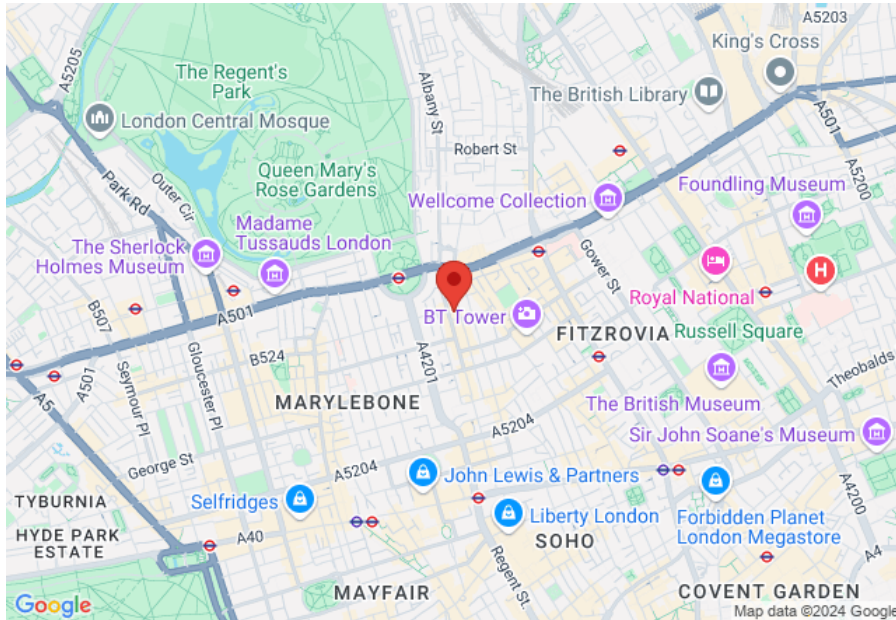 A5203
King's Cross
A5205
The Regent's
Park
Albany St
The British Library
A501
London Central Mosque
Robert St
A5200
Queen Mary's
Rose Gardens
Outer Cir
Park Rd
Wellcome Collection
Foundling Museum
Madame
Tussauds London
The Sherlock
Holmes Museum
Gower St
H
Royal National
B507
A501
BT Tower
FITZROVIA
Russell Square
B524
A4201
Gloucester Pl
Seymour Pl
A501
A5
Theobalds
MARYLEBONE
The British Museum
A5204
Sir John Soane's Museum
George St
A5204
John Lewis & Partners
A4200
TYBURNIA
Selfridges
Liberty London
Forbidden Planet
London Megastore
HYDE PARK
ESTATE
A40
SOHO
Regent St.
A4
MAYFAIR
COVENT GARDEN
Google
Map data ©2024 Google